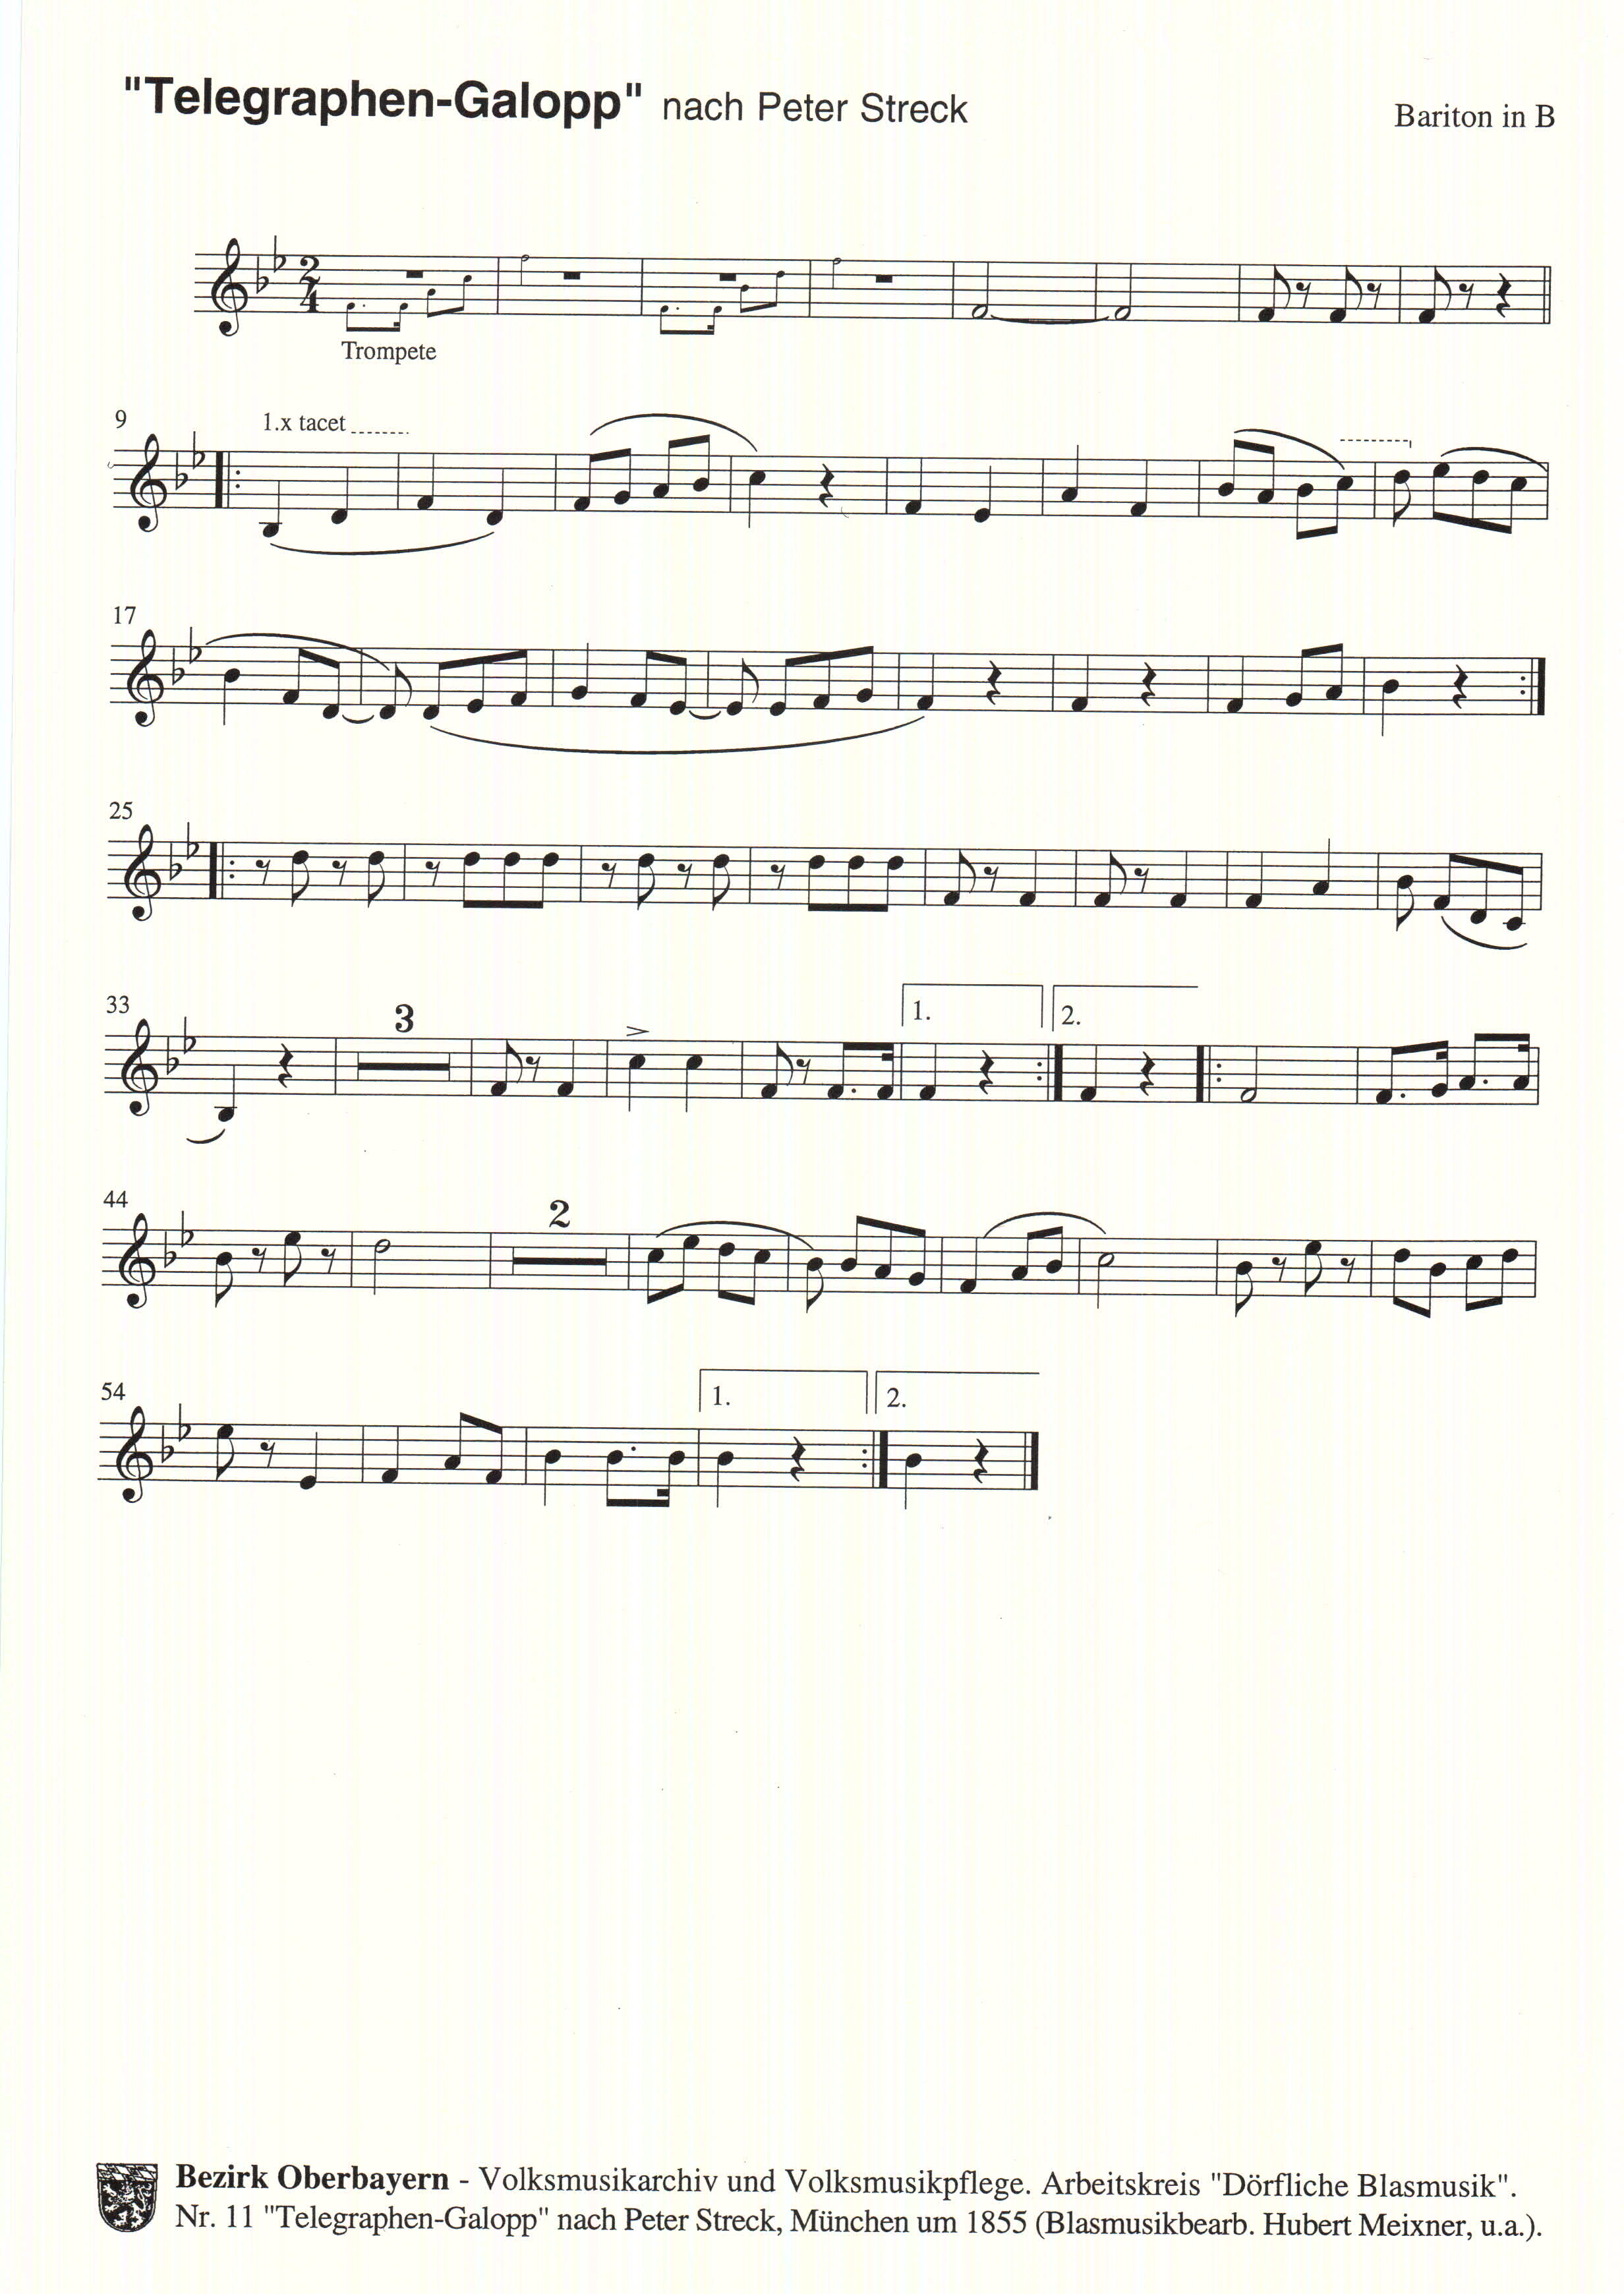 "Telegraphen-Galopp" nach Peter Streck
Bariton in B
2
4
Trompete
9
1.x tacet
17
25
33
3
1.
2.
44
2
54
1.
2.
Bezirk Oberbayern - Volksmusikarchiv und Volksmusikpflege. Arbeitskreis "Dörfliche Blasmusik".
Nr. 11 "Telegraphen-Galopp" nach Peter Streck, München um 1855 (Blasmusikbearb. Hubert Meixner, u.a.).